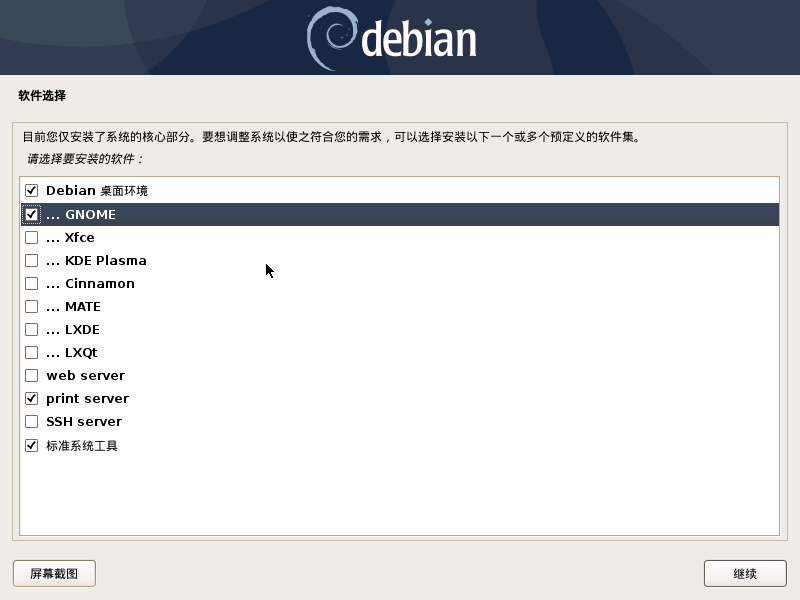 debian
软件选择
目前您仅安装了系统的核心部分。要想调整系统以使之符合您的需求，可以选择安装以下一个或多个预定义的软件集。
请选择要安装的软件：
Debian 桌面环境
... GNOME
... Xfce
... KDE Plasma
... Cinnamon
... MATE
... LXDE
... LXQt
web server
print server
SSH server
标准系统工具
屏幕截图
继续